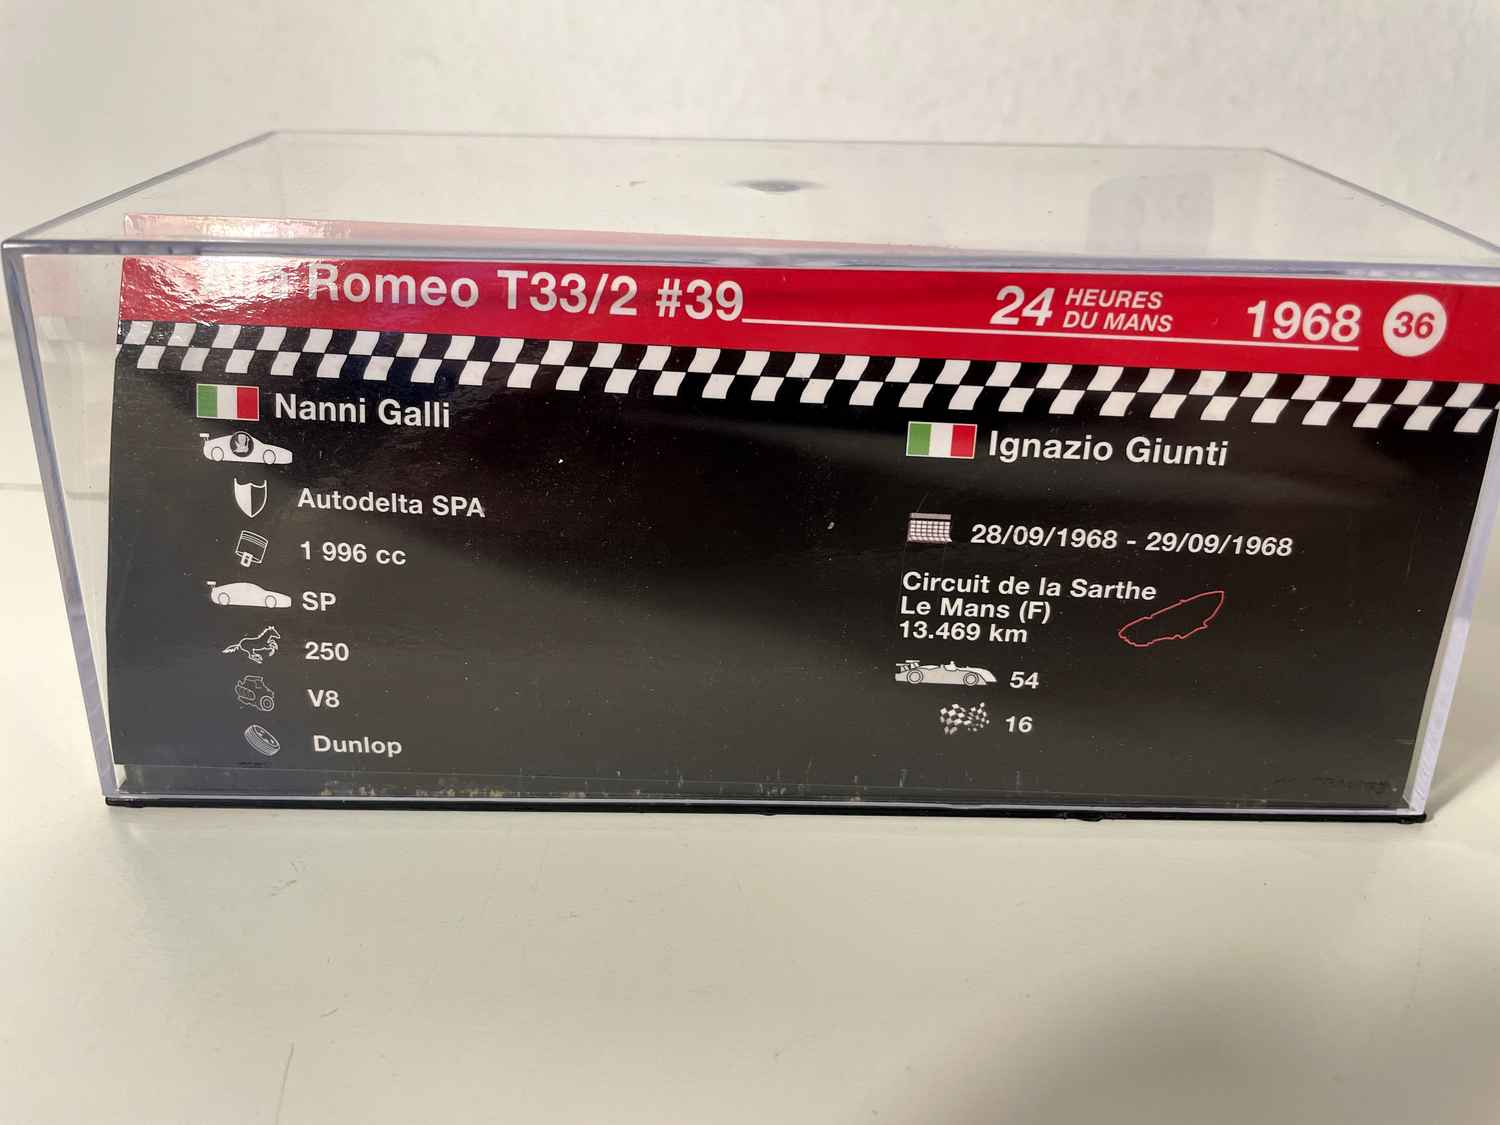 Romeo T33/2 #39 24 HEURES DU MANS 1968 36
Nanni Galli
Autodelta SPA
1 996 cc
SP
250
V8
Dunlop
Ignazio Giunti
28/09/1968 - 29/09/1968
Circuit de la Sarthe
Le Mans (F)
13.469 km
54
16